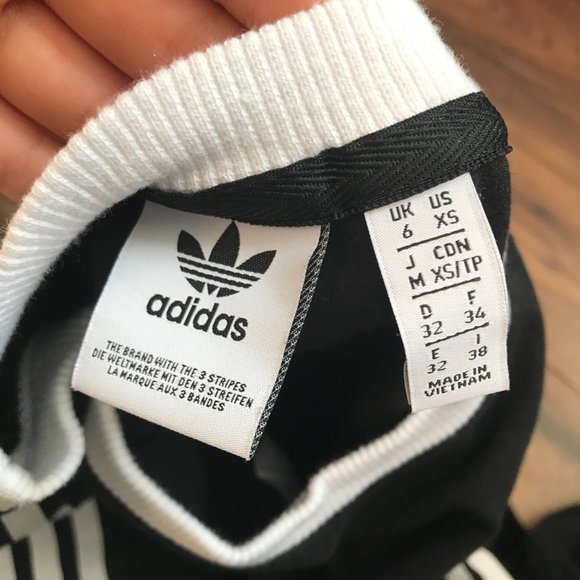 adidas
THE BRAND WITH THE 3 STRIPES
DIE WELTMARKE MIT DEN 3 STREIFEN
LA MARQUE AUX 3 BANDES
UK US
6 XS
J CDN
M XS/TP
D F
32 34
E I
32 38
MADE IN
VIETNAM